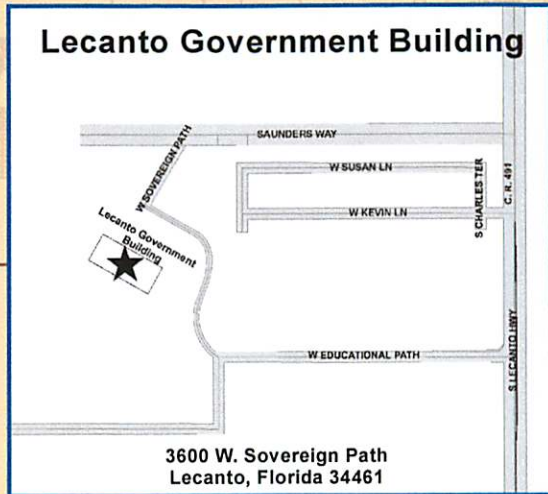 Lecanto Government Building
SAUNDERS WAY
W SOVEREIGN PATH
W SUSAN LN
S CHARLES TER
C. R. 491
W KEVIN LN
Lecanto Government
Building
W EDUCATIONAL PATH
S LECANTO HWY
3600 W. Sovereign Path
Lecanto, Florida 34461